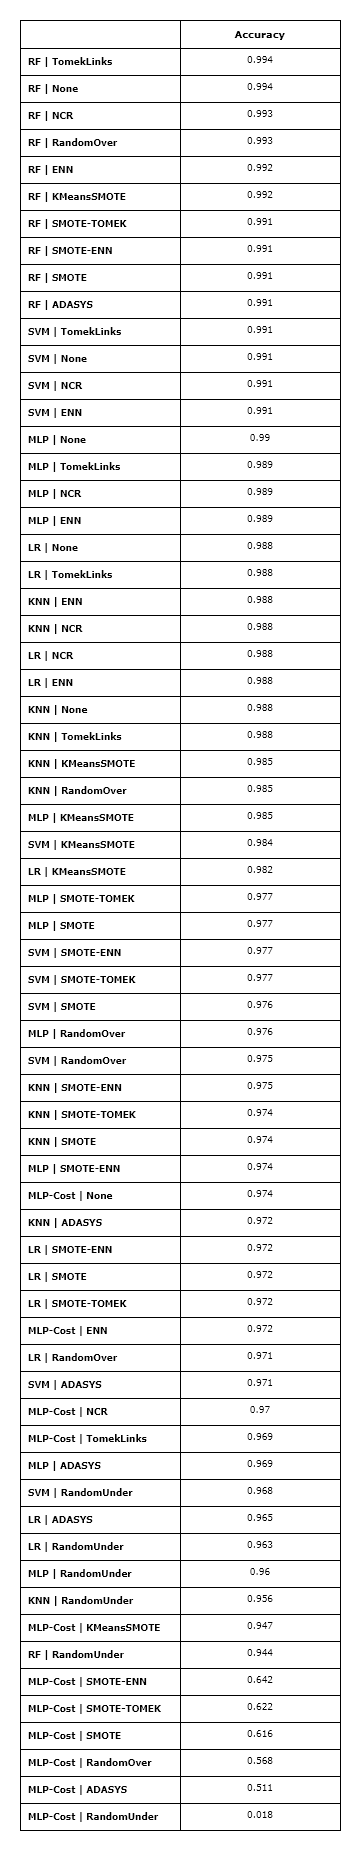 Accuracy
RF | TomekLinks 0.994
RF | None 0.994
RF | NCR 0.993
RF | RandomOver 0.993
RF | ENN 0.992
RF | KMeansSMOTE 0.992
RF | SMOTE-TOMEK 0.991
RF | SMOTE-ENN 0.991
RF | SMOTE 0.991
RF | ADASYS 0.991
SVM | TomekLinks 0.991
SVM | None 0.991
SVM | NCR 0.991
SVM | ENN 0.991
MLP | None 0.99
MLP | TomekLinks 0.989
MLP | NCR 0.989
MLP | ENN 0.989
LR | None 0.988
LR | TomekLinks 0.988
KNN | ENN 0.988
KNN | NCR 0.988
LR | NCR 0.988
LR | ENN 0.988
KNN | None 0.988
KNN | TomekLinks 0.988
KNN | KMeansSMOTE 0.985
KNN | RandomOver 0.985
MLP | KMeansSMOTE 0.985
SVM | KMeansSMOTE 0.984
LR | KMeansSMOTE 0.982
MLP | SMOTE-TOMEK 0.977
MLP | SMOTE 0.977
SVM | SMOTE-ENN 0.977
SVM | SMOTE-TOMEK 0.977
SVM | SMOTE 0.976
MLP | RandomOver 0.976
SVM | RandomOver 0.975
KNN | SMOTE-ENN 0.975
KNN | SMOTE-TOMEK 0.974
KNN | SMOTE 0.974
MLP | SMOTE-ENN 0.974
MLP-Cost | None 0.974
KNN | ADASYS 0.972
LR | SMOTE-ENN 0.972
LR | SMOTE 0.972
LR | SMOTE-TOMEK 0.972
MLP-Cost | ENN 0.972
LR | RandomOver 0.971
SVM | ADASYS 0.971
MLP-Cost | NCR 0.97
MLP-Cost | TomekLinks 0.969
MLP | ADASYS 0.969
SVM | RandomUnder 0.968
LR | ADASYS 0.965
LR | RandomUnder 0.963
MLP | RandomUnder 0.96
KNN | RandomUnder 0.956
MLP-Cost | KMeansSMOTE 0.947
RF | RandomUnder 0.944
MLP-Cost | SMOTE-ENN 0.642
MLP-Cost | SMOTE-TOMEK 0.622
MLP-Cost | SMOTE 0.616
MLP-Cost | RandomOver 0.568
MLP-Cost | ADASYS 0.511
MLP-Cost | RandomUnder 0.018